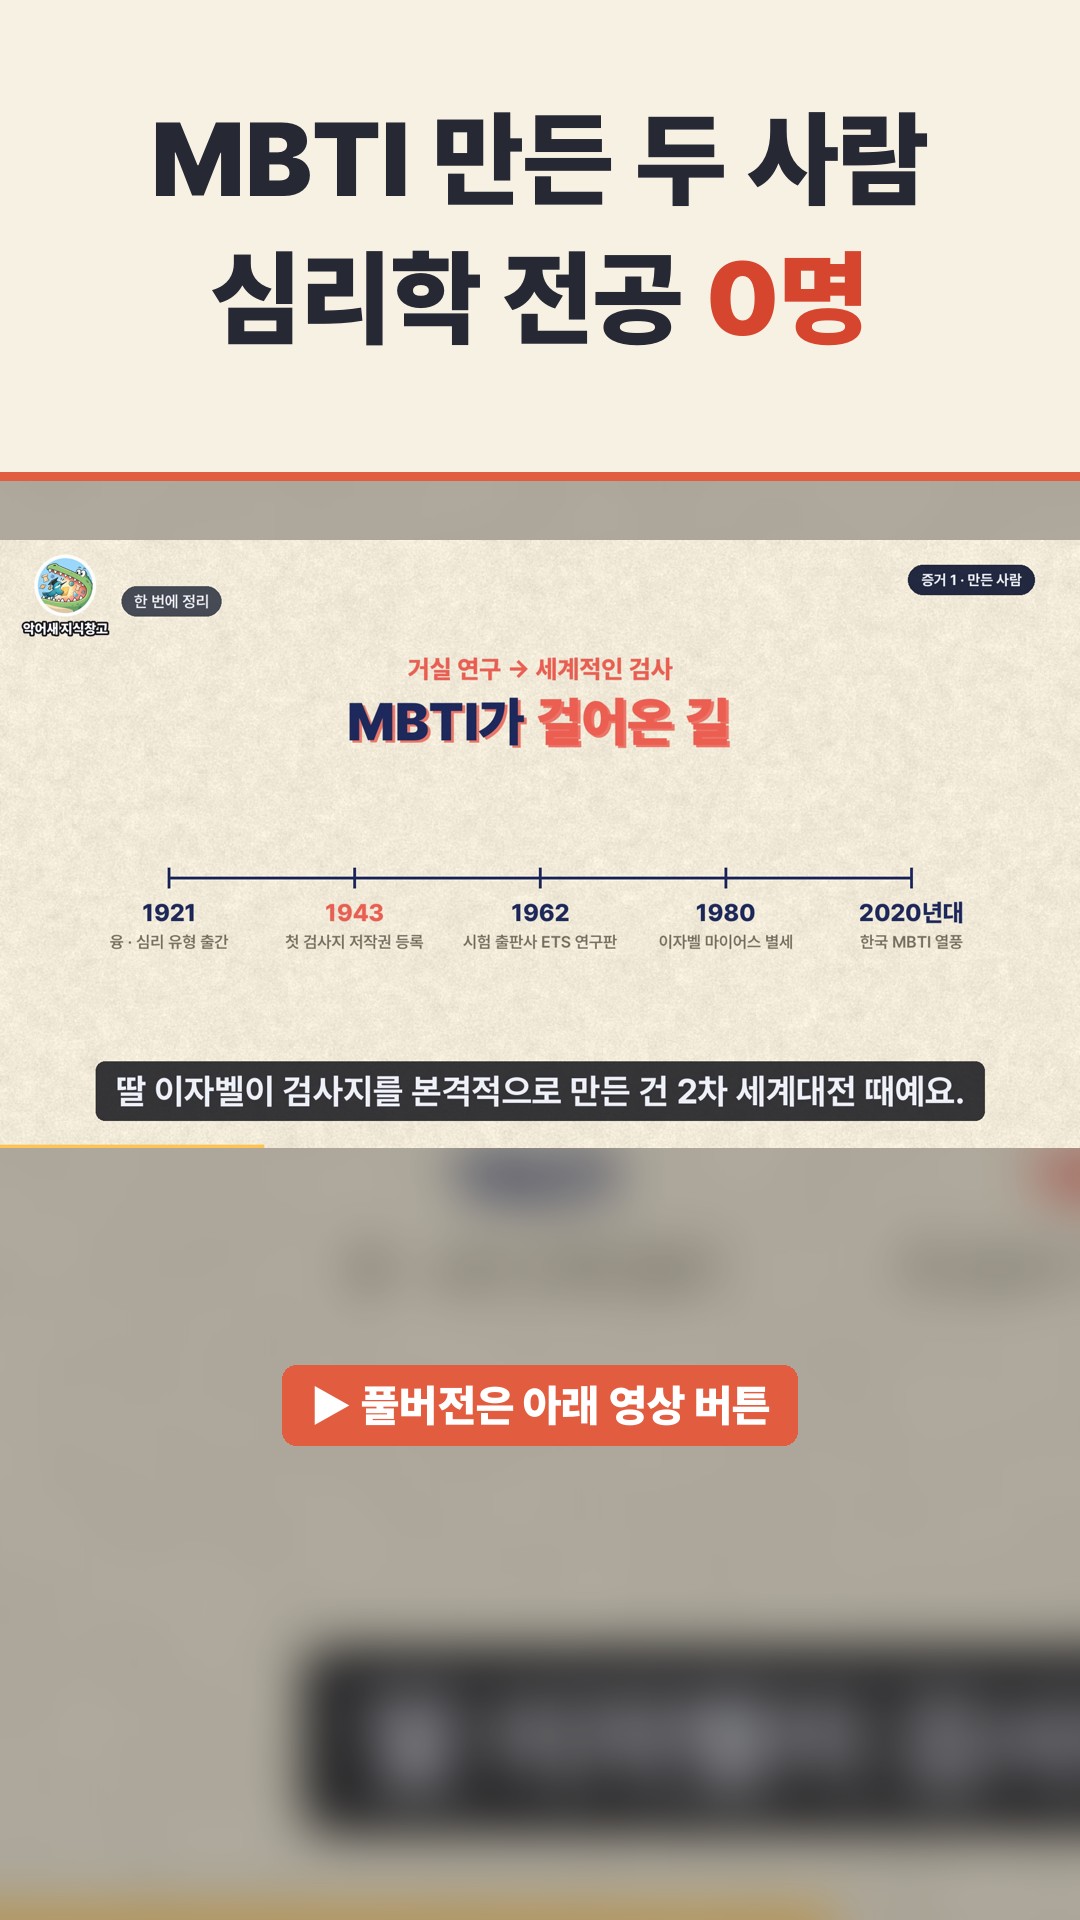 MBTI 만든 두 사람
심리학 전공 0명
악어새 지식창고
한 번에 정리
증거 1 · 만든 사람
거실 연구 → 세계적인 검사
MBTI가 걸어온 길
1921
융 · 심리 유형 출간
1943
첫 검사지 저작권 등록
1962
시험 출판사 ETS 연구판
1980
이자벨 마이어스 별세
2020년대
한국 MBTI 열풍
딸 이자벨이 검사지를 본격적으로 만든 건 2차 세계대전 때예요.
▶ 풀버전은 아래 영상 버튼